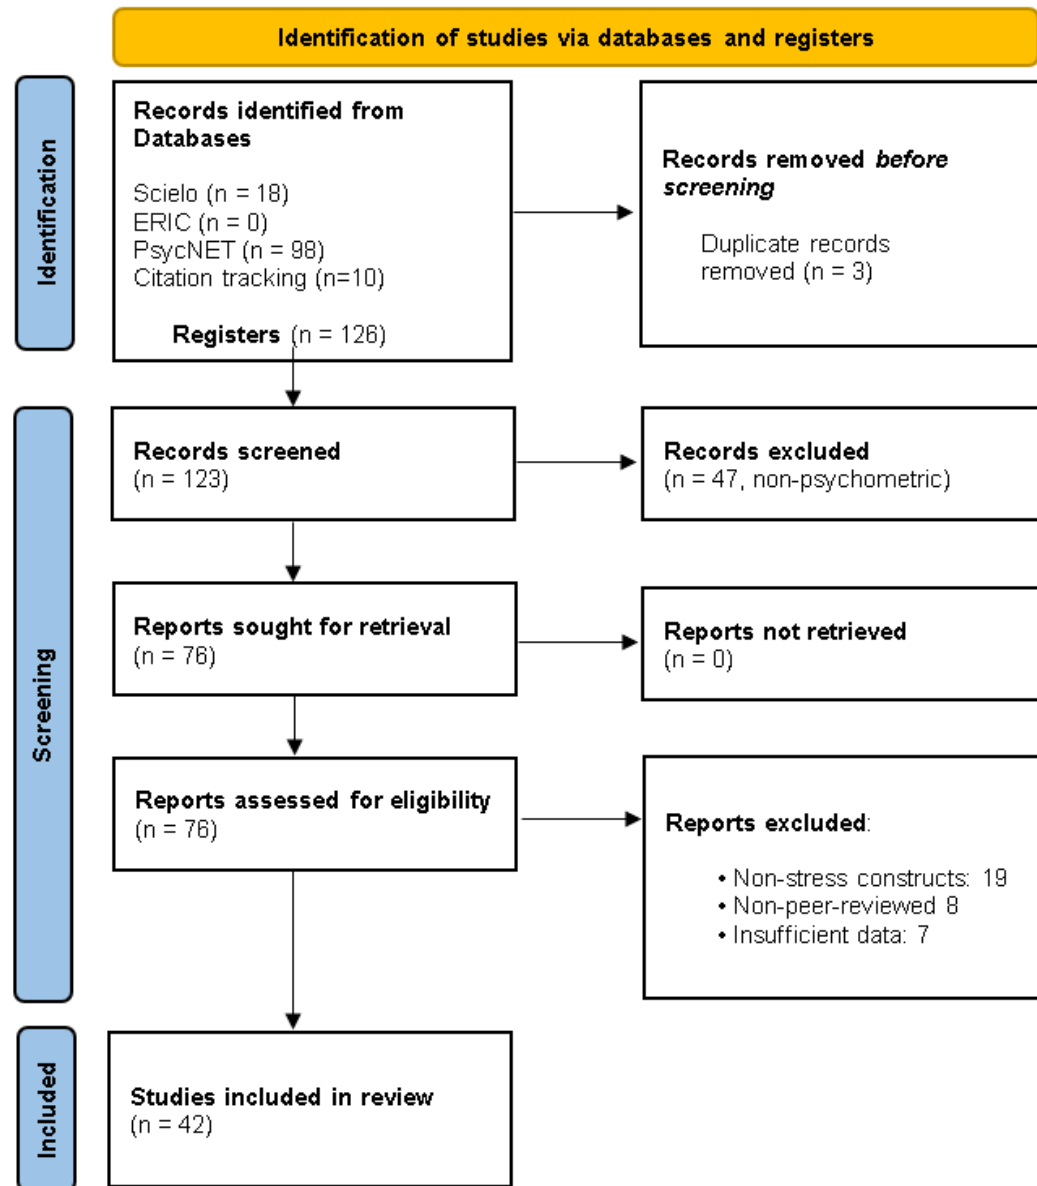 Identification of studies via databases and registers
Identification
Records identified from
Databases
Scielo (n = 18)
ERIC (n = 0)
PsycNET (n = 98)
Citation tracking (n=10)
Registers (n = 126)
Records removed before
screening
Duplicate records
removed (n = 3)
Screening
Records screened
(n = 123)
Records excluded
(n = 47, non-psychometric)
Reports sought for retrieval
(n = 76)
Reports not retrieved
(n = 0)
Reports assessed for eligibility
(n = 76)
Reports excluded:
• Non-stress constructs: 19
• Non-peer-reviewed 8
• Insufficient data: 7
Included
Studies included in review
(n = 42)